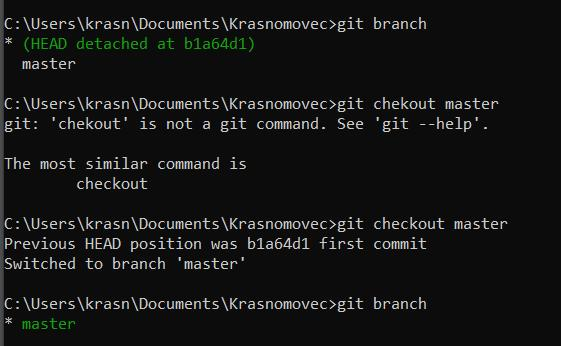 C:\Users\krasn\Documents\Krasnomovec>git branch
* (HEAD detached at b1a64d1)
  master
C:\Users\krasn\Documents\Krasnomovec>git chekout master
git: 'chekout' is not a git command. See 'git --help'.
The most similar command is
        checkout
C:\Users\krasn\Documents\Krasnomovec>git checkout master
Previous HEAD position was b1a64d1 first commit
Switched to branch 'master'
C:\Users\krasn\Documents\Krasnomovec>git branch
* master